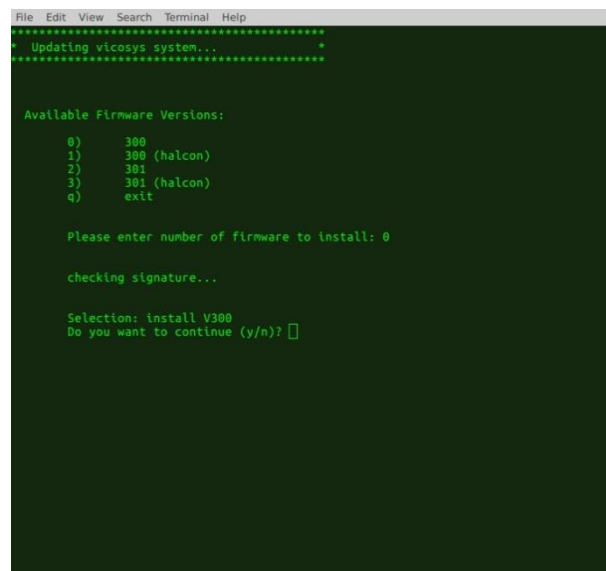 File Edit View Search Terminal Help
********************************************
* Updating vicosys system... *
********************************************
Available Firmware Versions:
0) 300
1) 300 (halcon)
2) 301
3) 301 (halcon)
q) exit
Please enter number of firmware to install: 0
checking signature...
Selection: install V300
Do you want to continue (y/n)?